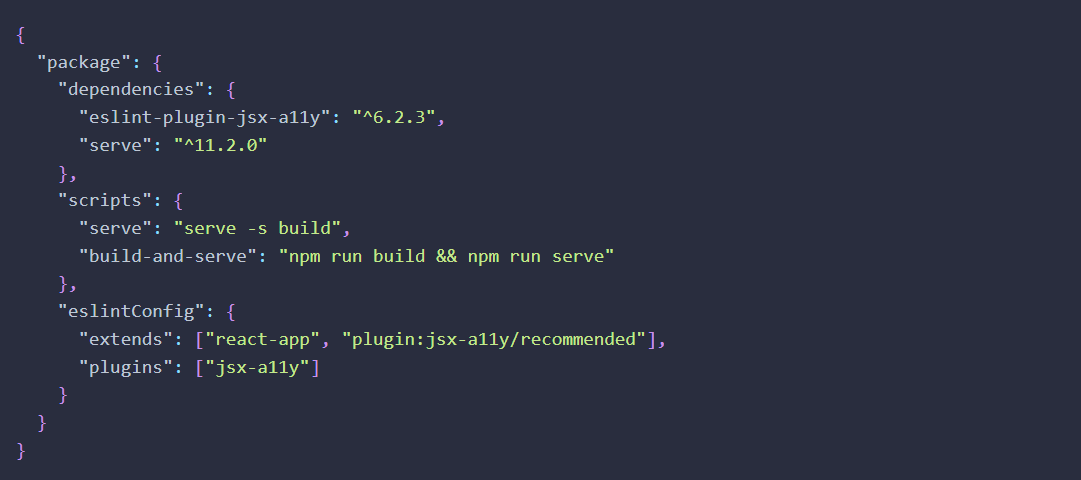 {
  "package": {
    "dependencies": {
      "eslint-plugin-jsx-a11y": "^6.2.3",
      "serve": "^11.2.0"
    },
    "scripts": {
      "serve": "serve -s build",
      "build-and-serve": "npm run build && npm run serve"
    },
    "eslintConfig": {
      "extends": ["react-app", "plugin:jsx-a11y/recommended"],
      "plugins": ["jsx-a11y"]
    }
  }
}